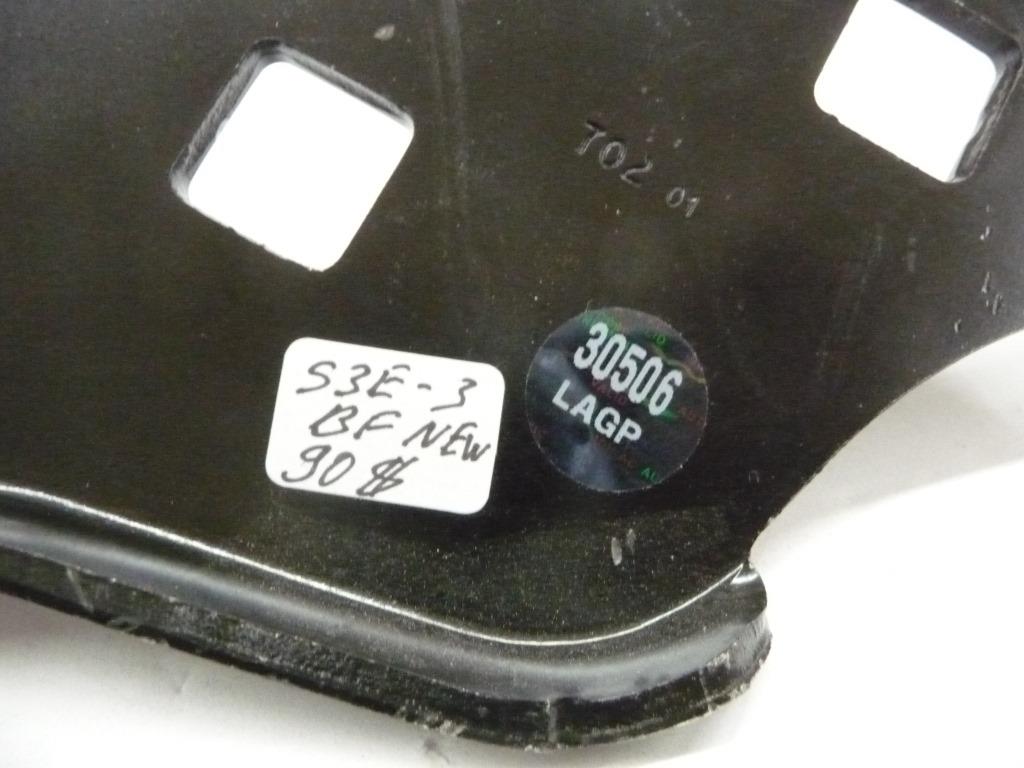 T02 01
S3E-3
BF NEW
90 $
30506
LAGP